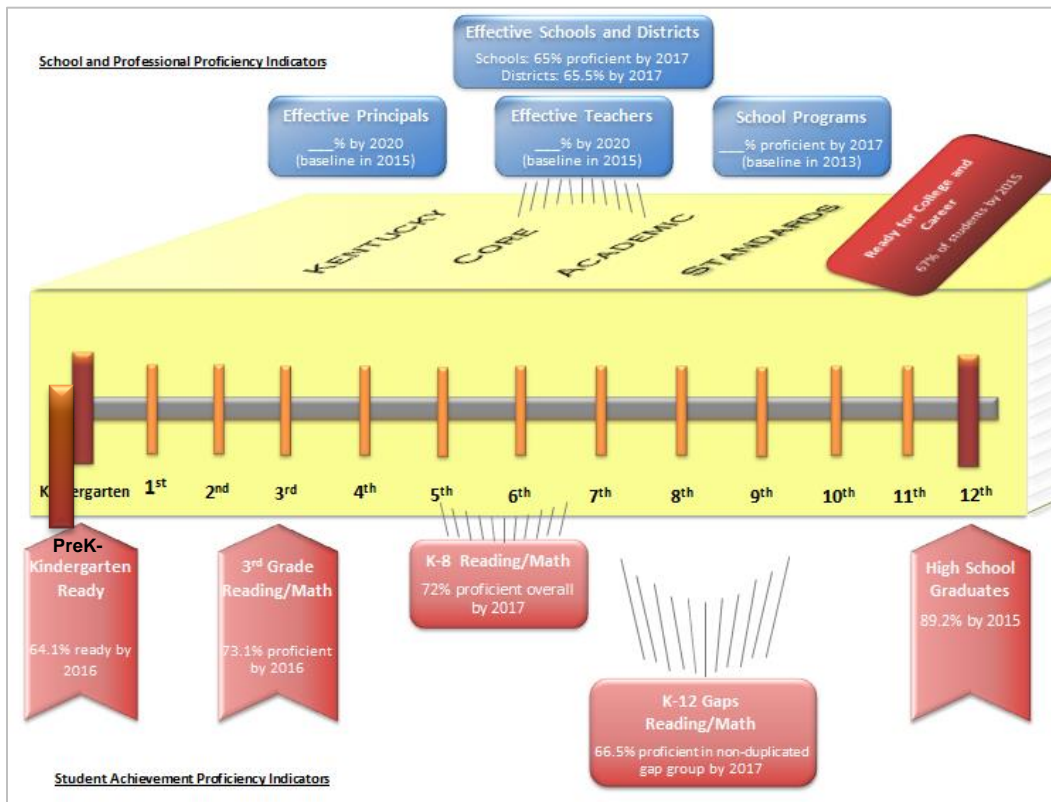 Effective Schools and Districts
Schools: 65% proficient by 2017
Districts: 65.5% by 2017
School and Professional Proficiency Indicators
Effective Principals
___% by 2020
(baseline in 2015)
Effective Teachers
___% by 2020
(baseline in 2015)
School Programs
___% proficient by 2017
(baseline in 2013)
Ready for College and
Career
67% of students by 2015
KENTUCKY
CORE
ACADEMIC
STANDARDS
1st
2nd
3rd
4th
5th
6th
7th
8th
9th
10th
11th
12th
PreK-
Kindergarten
Ready
64.1% ready by
2016
3rd Grade
Reading/Math
73.1% proficient
by 2016
K-8 Reading/Math
72% proficient overall
by 2017
K-12 Gaps
Reading/Math
66.5% proficient in non-duplicated
gap group by 2017
High School
Graduates
89.2% by 2015
Student Achievement Proficiency Indicators